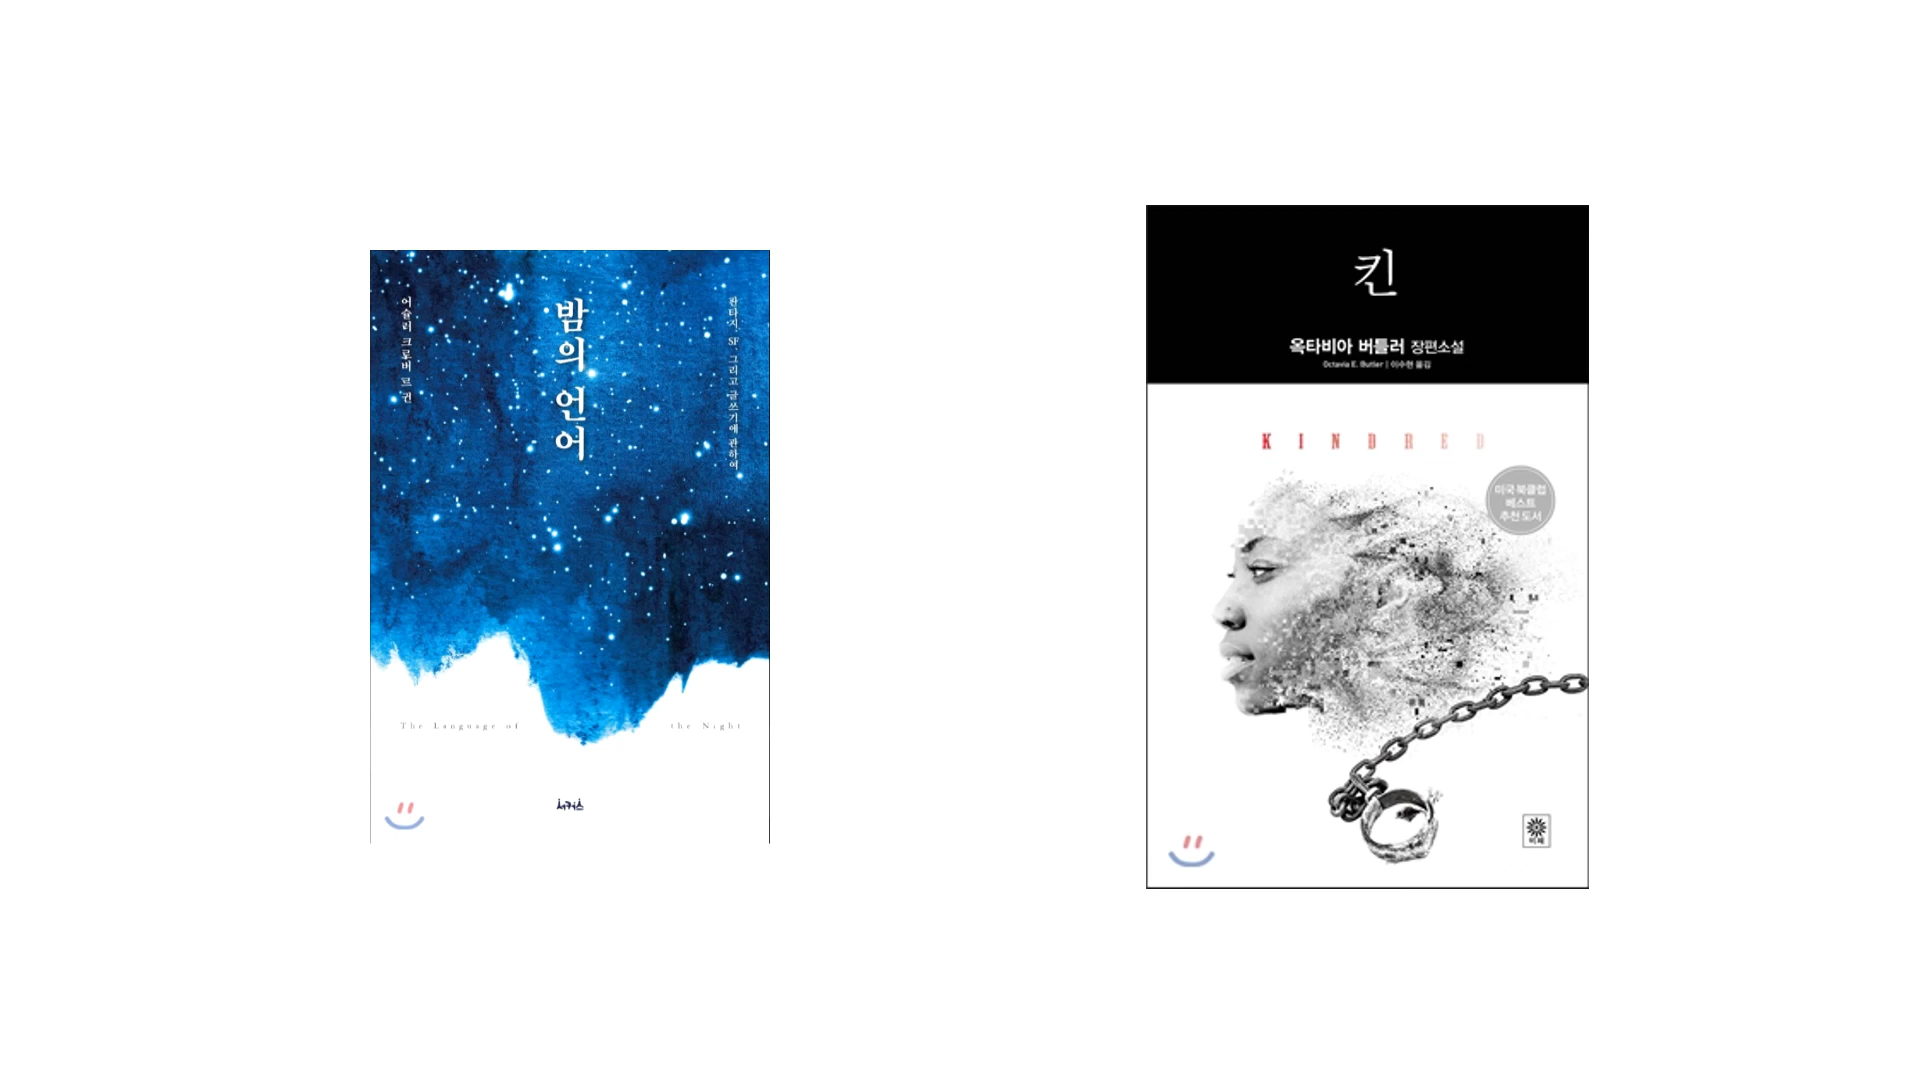 어슐러 크로버 르 귄
밤의 언어
판타지, SF, 그리고 글쓰기에 관하여
The Language of the Night
서커스
킨
옥타비아 버틀러 장편소설
Octavia E. Butler | 이수현 옮김
KINDRED
미국 북클럽
베스트
추천 도서
비채